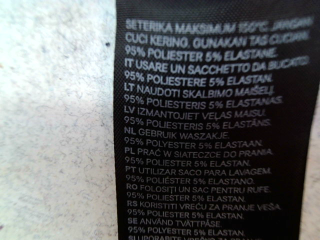 SETERIKA MAKSIMUM 150°C. JANGAN
CUCI KERING. GUNAKAN TAS CUCIAN.
95% POLIESTER 5% ELASTANE.
IT USARE UN SACCHETTO DA BUCATO.
95% POLIESTERE 5% ELASTAN.
LT NAUDOTI SKALBIMO MAIŠELĮ.
95% POLIESTERIS 5% ELASTANAS.
LV IZMANTOJIET VEĻAS MAISU.
95% POLIESTERIS 5% ELASTĀNS.
NL GEBRUIK WASZAKJE.
95% POLYESTER 5% ELASTAAN.
PL PRAĆ W SIATECZCE DO PRANIA.
95% POLIESTER 5% ELASTAN.
PT UTILIZAR SACO PARA LAVAGEM.
95% POLIÉSTER 5% ELASTANO.
RO FOLOSIŢI UN SAC PENTRU RUFE.
95% POLIESTER 5% ELASTAN.
RS KORISTITI VREĆU ZA PRANJE VEŠA.
95% POLIESTER 5% ELASTAN.
SE ANVÄND TVÄTTPÅSE.
95% POLYESTER 5% ELASTAN.